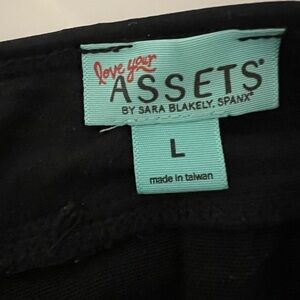 love your
ASSETS®
BY SARA BLAKELY, SPANX®
L
made in taiwan